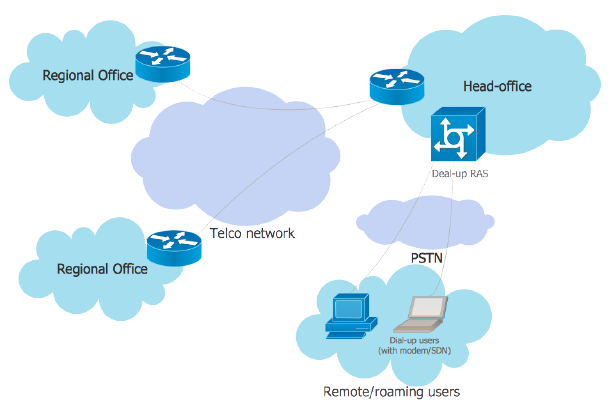 Regional Office
Head-office
Deal-up RAS
Telco network
PSTN
Regional Office
Dial-up users
(with modem/SDN)
Remote/roaming users